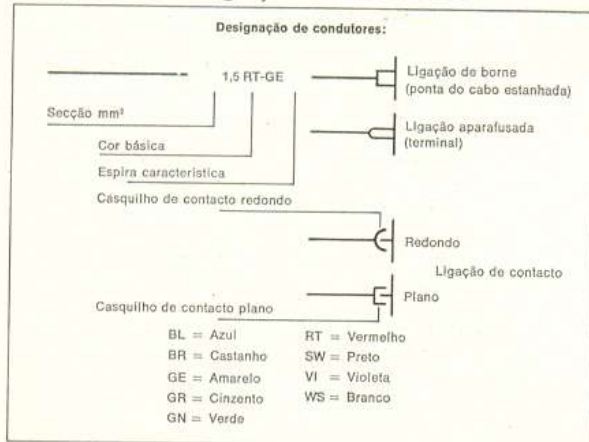 Designação de condutores:
1,5 RT-GE
Ligação de borne
(ponta do cabo estanhada)
Secção mm²
Ligação aparafusada
(terminal)
Cor básica
Espira caracteristica
Casquilho de contacto redondo
Redondo
Ligação de contacto
Plano
Casquilho de contacto plano
BL = Azul
BR = Castanho
GE = Amarelo
GR = Cinzento
GN = Verde
RT = Vermelho
SW = Preto
VI = Violeta
WS = Branco